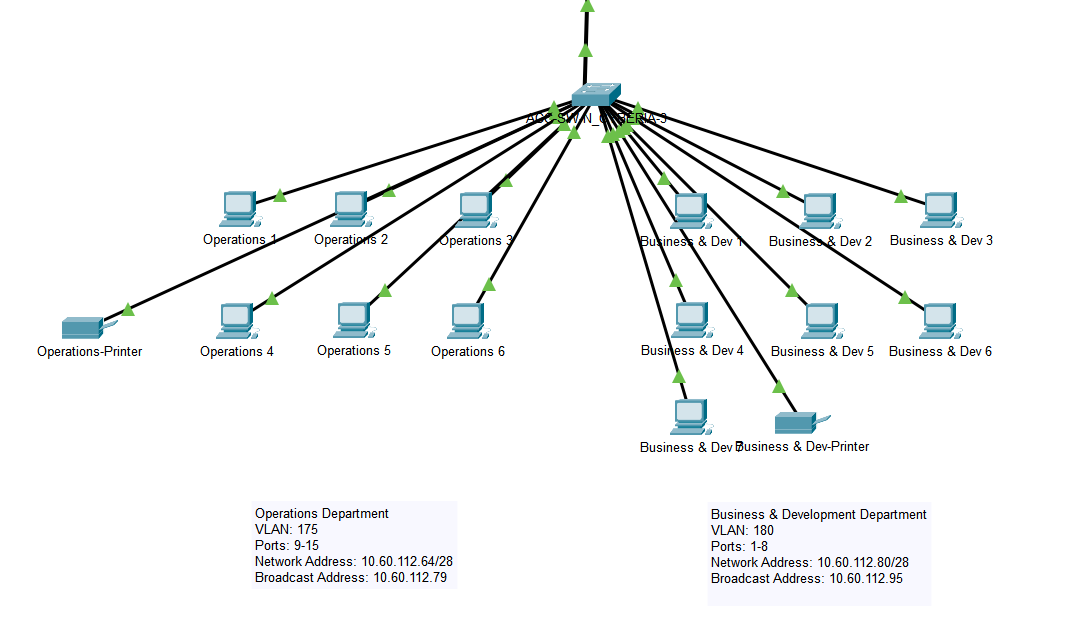 Operations 1
Operations 2
Operations 3
Business & Dev 1
Business & Dev 2
Business & Dev 3
Operations-Printer
Operations 4
Operations 5
Operations 6
Business & Dev 4
Business & Dev 5
Business & Dev 6
Business & Dev 7
Business & Dev-Printer
Operations Department
VLAN: 175
Ports: 9-15
Network Address: 10.60.112.64/28
Broadcast Address: 10.60.112.79
Business & Development Department
VLAN: 180
Ports: 1-8
Network Address: 10.60.112.80/28
Broadcast Address: 10.60.112.95